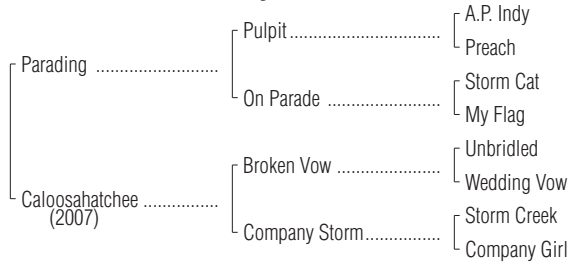 A.P. Indy
Pulpit
Preach
Parading
Storm Cat
On Parade
My Flag
Unbridled
Broken Vow
Wedding Vow
Caloosahatchee
(2007)
Storm Creek
Company Storm
Company Girl